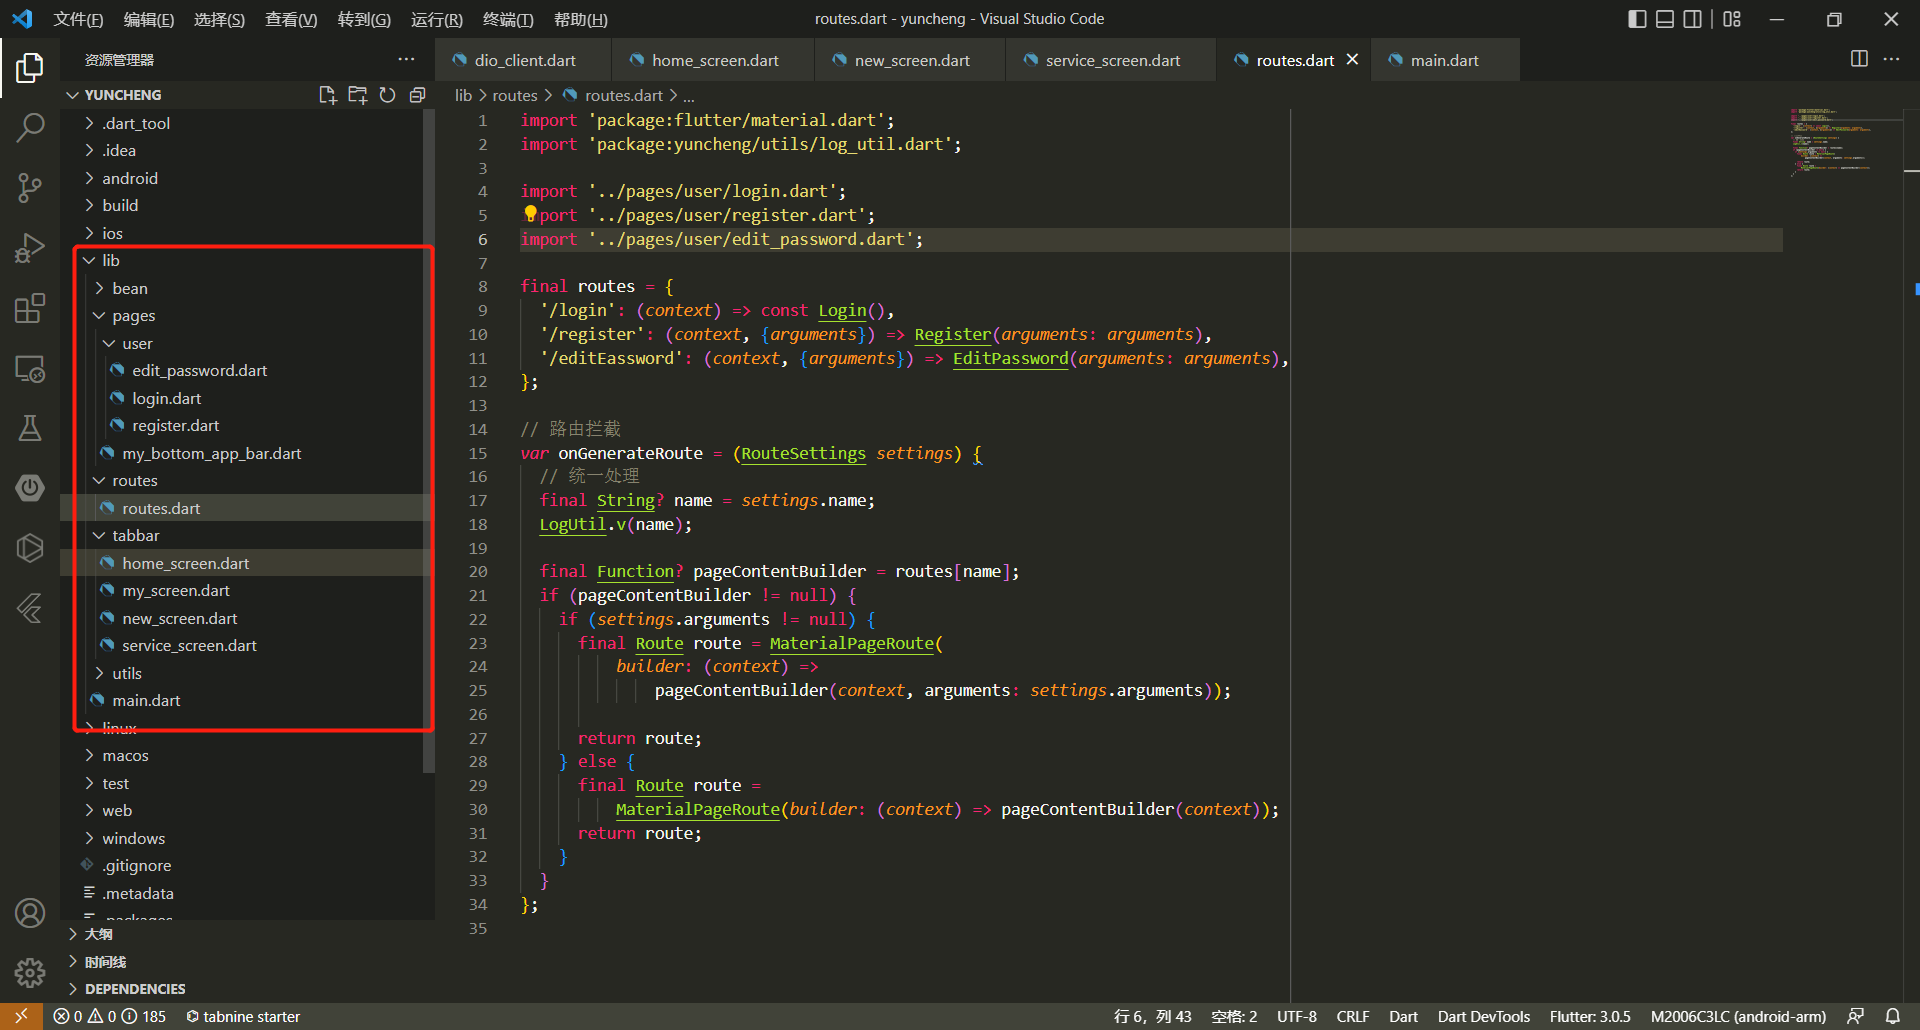 文件(F) 编辑(E) 选择(S) 查看(V) 转到(G) 运行(R) 终端(T) 帮助(H)
routes.dart - yuncheng - Visual Studio Code
资源管理器
YUNCHENG
.dart_tool
.idea
android
build
ios
lib
bean
pages
user
edit_password.dart
login.dart
register.dart
my_bottom_app_bar.dart
routes
routes.dart
tabbar
home_screen.dart
my_screen.dart
new_screen.dart
service_screen.dart
utils
main.dart
linux
macos
test
web
windows
.gitignore
.metadata
.packages
大纲
时间线
DEPENDENCIES
dio_client.dart home_screen.dart new_screen.dart service_screen.dart routes.dart main.dart
lib > routes > routes.dart > ...
1 import 'package:flutter/material.dart';
2 import 'package:yuncheng/utils/log_util.dart';
3
4 import '../pages/user/login.dart';
5 port '../pages/user/register.dart';
6 import '../pages/user/edit_password.dart';
7
8 final routes = {
9 '/login': (context) => const Login(),
10 '/register': (context, {arguments}) => Register(arguments: arguments),
11 '/editEassword': (context, {arguments}) => EditPassword(arguments: arguments),
12 };
13
14 // 路由拦截
15 var onGenerateRoute = (RouteSettings settings) {
16 // 统一处理
17 final String? name = settings.name;
18 LogUtil.v(name);
19
20 final Function? pageContentBuilder = routes[name];
21 if (pageContentBuilder != null) {
22 if (settings.arguments != null) {
23 final Route route = MaterialPageRoute(
24 builder: (context) =>
25 pageContentBuilder(context, arguments: settings.arguments));
26
27 return route;
28 } else {
29 final Route route =
30 MaterialPageRoute(builder: (context) => pageContentBuilder(context));
31 return route;
32 }
33 }
34 };
35
0 0 185 tabnine starter
行 6，列 43 空格: 2 UTF-8 CRLF Dart Dart DevTools Flutter: 3.0.5 M2006C3LC (android-arm)